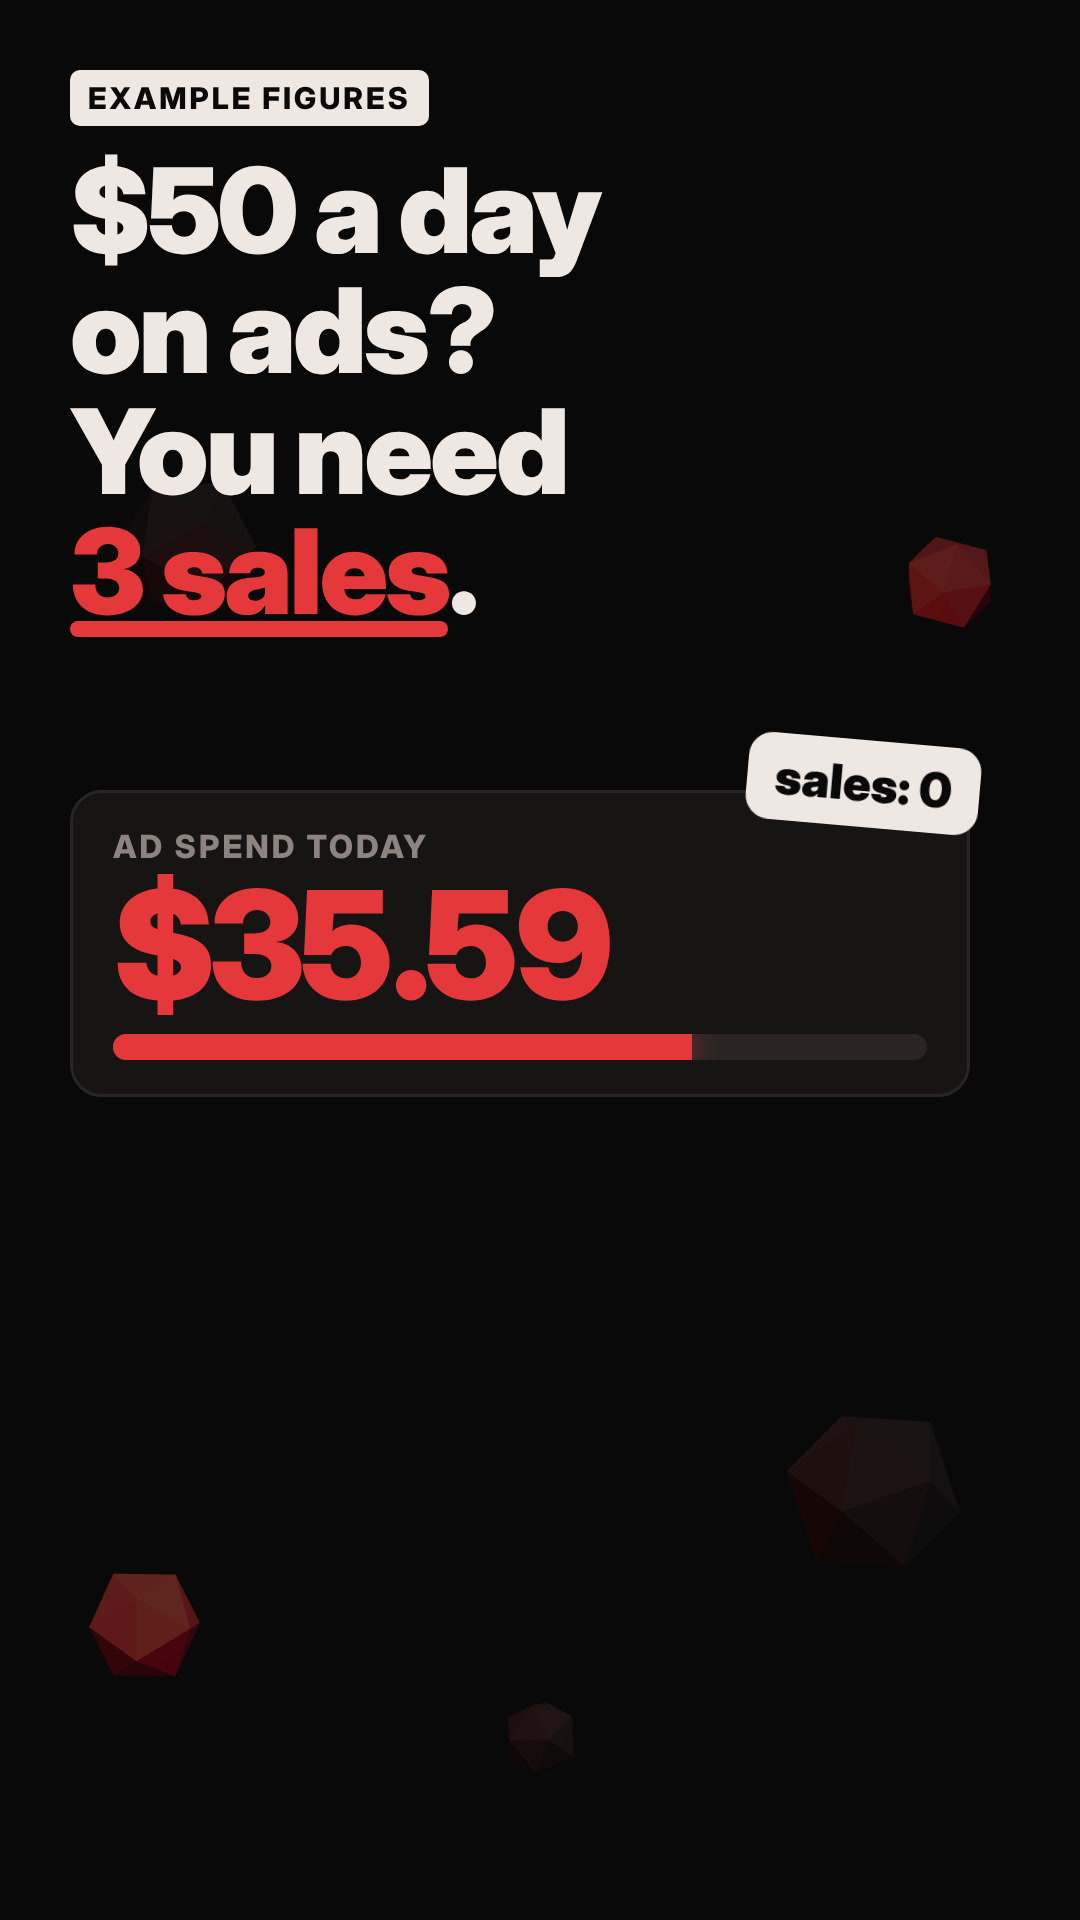 EXAMPLE FIGURES
$50 a day
on ads?
You need
3 sales.
sales: 0
AD SPEND TODAY
$35.59